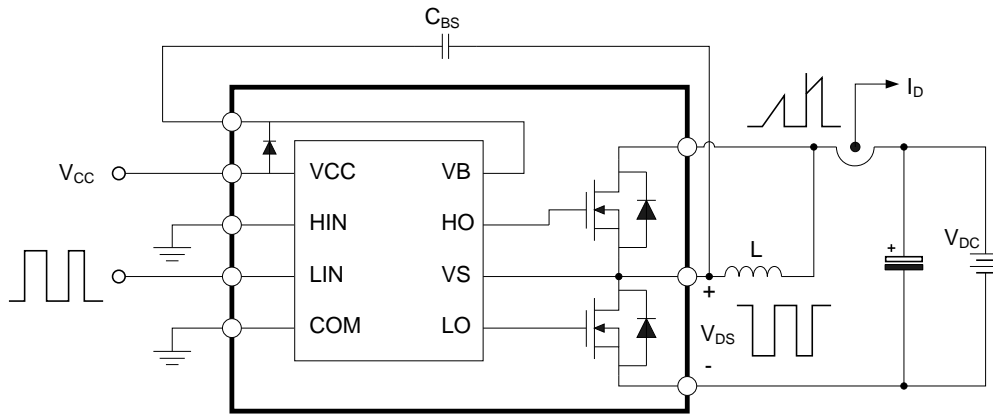 CBS
ID
VCC
VCC
VB
HIN
HO
LIN
VS
COM
LO
L
+
VDC
+
VDS
-